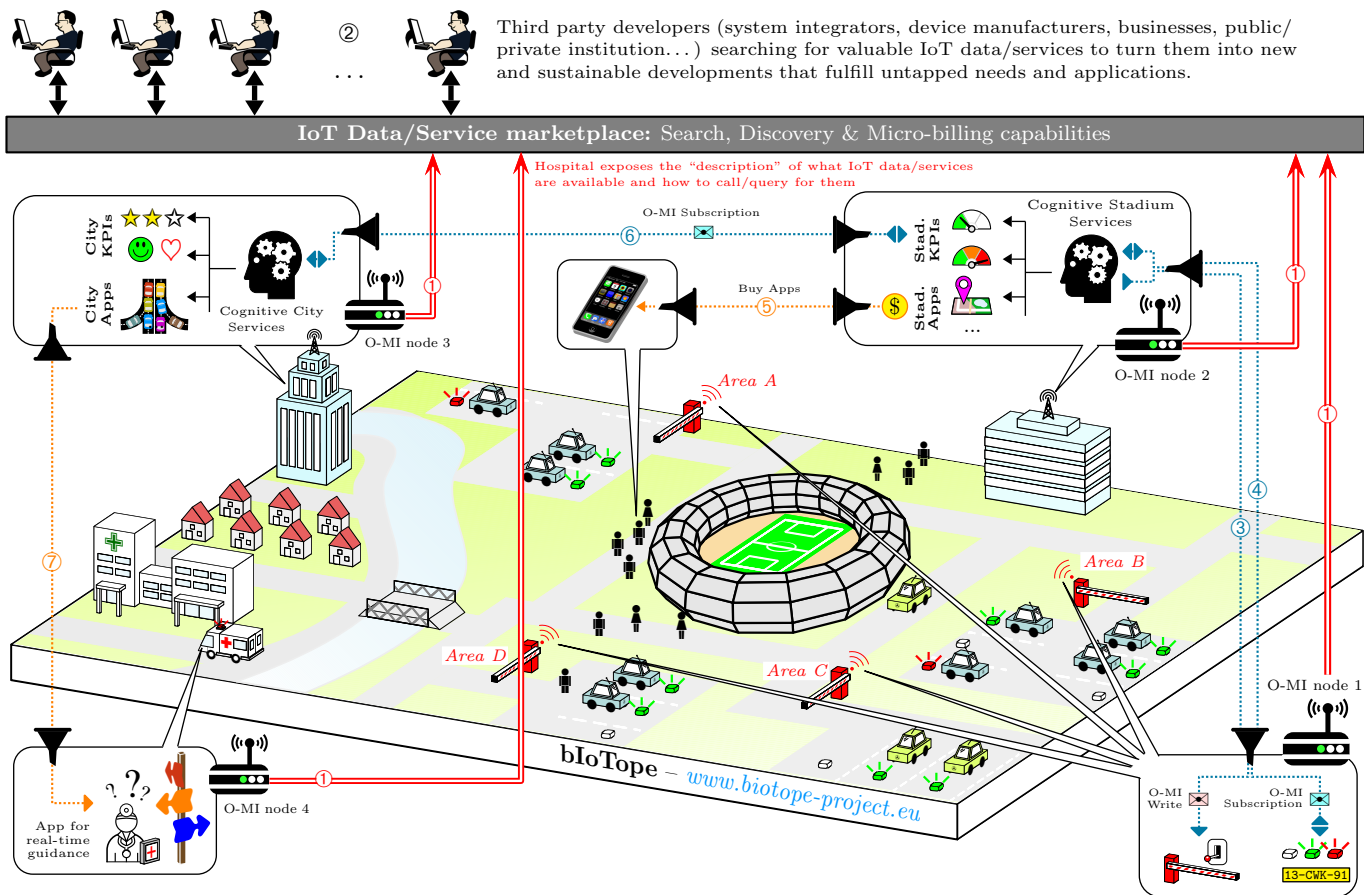 ②
Third party developers (system integrators, device manufacturers, businesses, public/
private institution...) searching for valuable IoT data/services to turn them into new
and sustainable developments that fulfill untapped needs and applications.
...
IoT Data/Service marketplace: Search, Discovery & Micro-billing capabilities
Hospital exposes the “description” of what IoT data/services
are available and how to call/query for them
City
KPIs
City
Apps
Cognitive City
Services
O-MI node 3
①
①
O-MI Subscription
⑥
Buy Apps
⑤
$
Stad.
KPIs
Stad.
Apps
...
Cognitive Stadium
Services
O-MI node 2
①
①
Area A
④
③
⑦
Area B
Area D
Area C
O-MI node 1
bIoTope – www.biotope-project.eu
O-MI node 4
①
? ? ?
App for
real-time
guidance
O-MI
Write
O-MI
Subscription
13-CWK-91